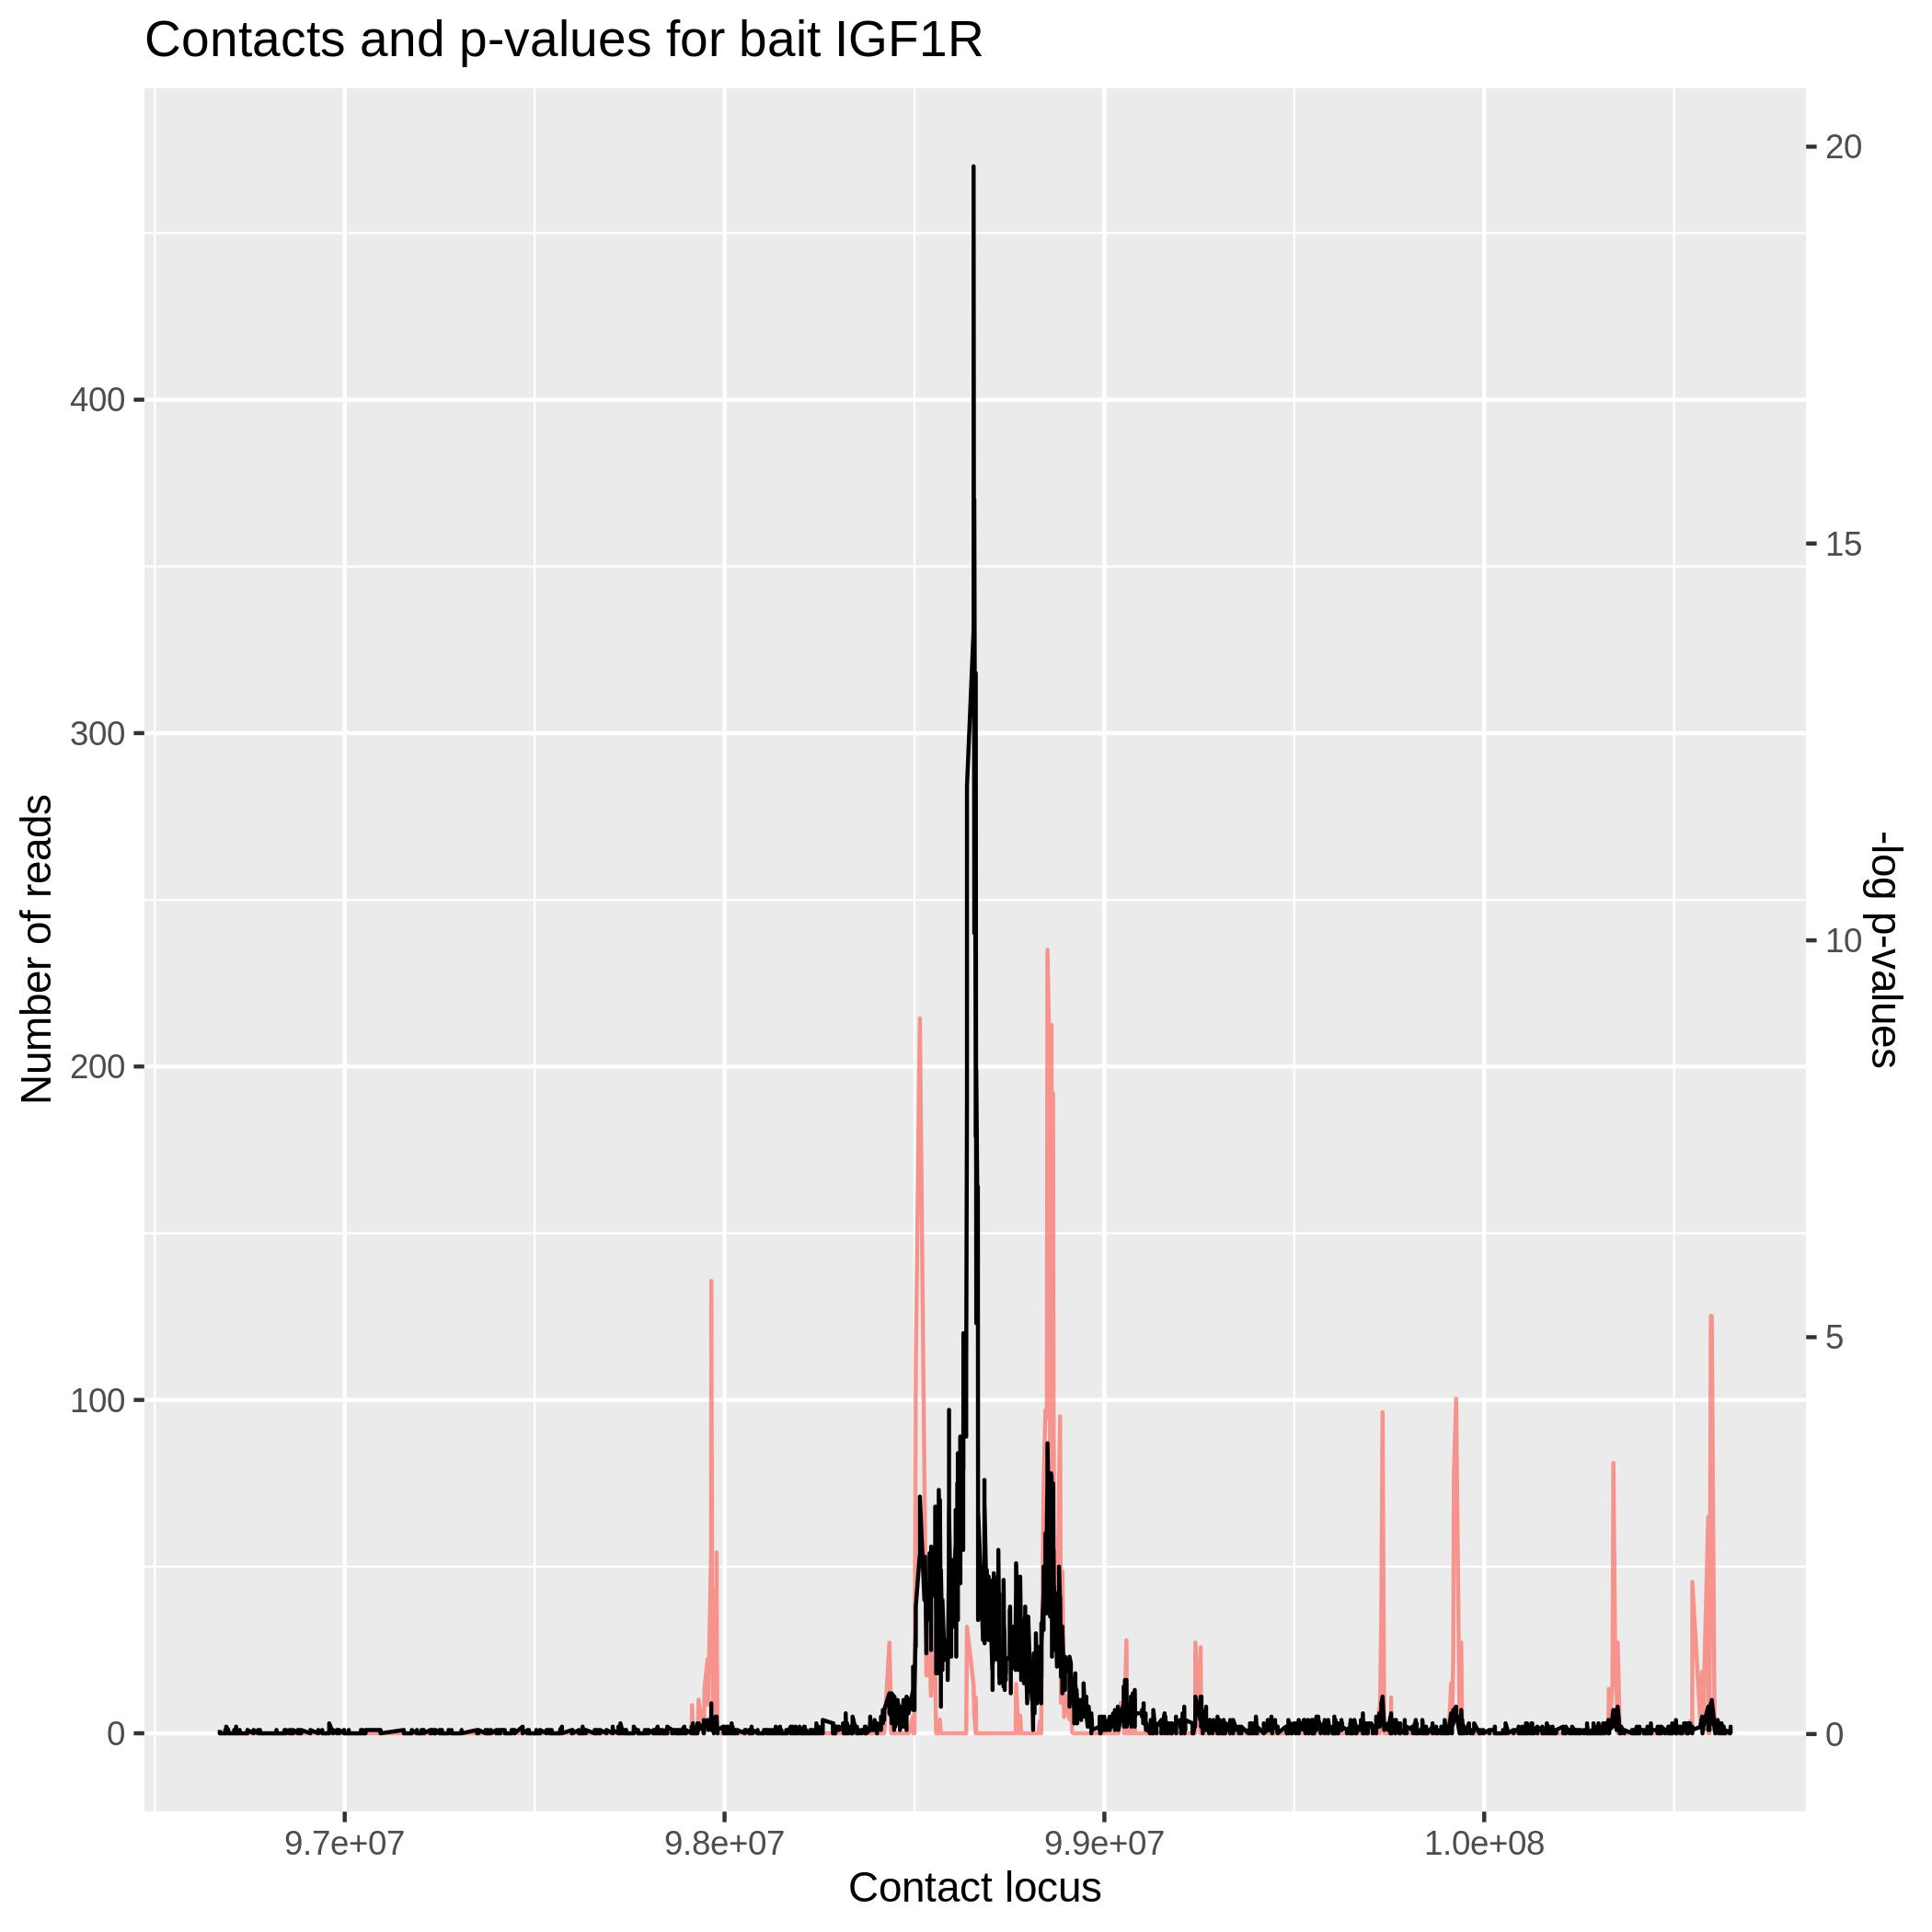 Contacts and p-values for bait IGF1R
20
15
10
5
0
400
300
200
100
0
Number of reads
-log p-values
9.7e+07 9.8e+07 9.9e+07 1.0e+08
Contact locus